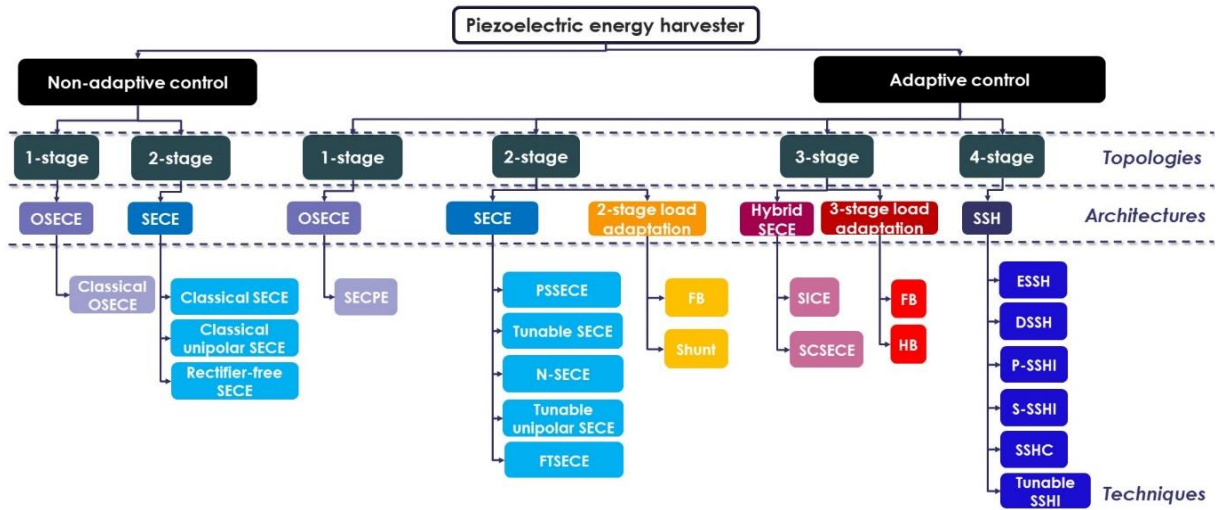 Piezoelectric energy harvester
Non-adaptive control
Adaptive control
1-stage
2-stage
1-stage
2-stage
3-stage
4-stage
Topologies
OSECE
SECE
OSECE
SECE
2-stage load
adaptation
Hybrid
SECE
3-stage load
adaptation
SSH
Architectures
Classical
OSECE
Classical SECE
Classical
unipolar SECE
Rectifier-free
SECE
SECPE
PSSECE
Tunable SECE
N-SECE
Tunable
unipolar SECE
FTSECE
FB
Shunt
SICE
SCSECE
FB
HB
ESSH
DSSH
P-SSHI
S-SSHI
SSHC
Tunable
SSHI
Techniques